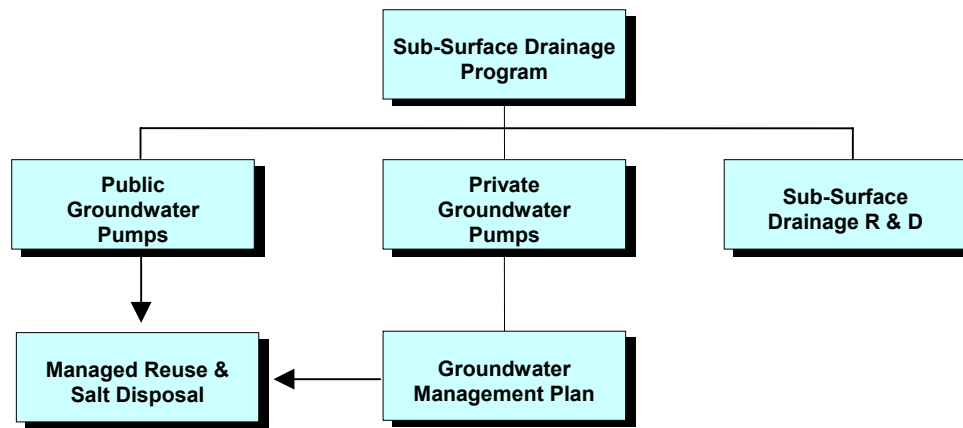 Sub-Surface Drainage
Program
Public
Groundwater
Pumps
Private
Groundwater
Pumps
Sub-Surface
Drainage R & D
Managed Reuse &
Salt Disposal
Groundwater
Management Plan